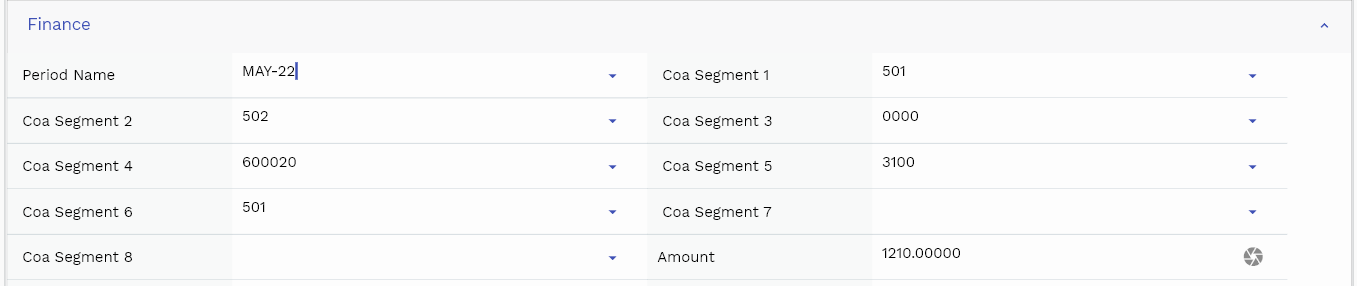 Finance
Period Name MAY-22 Coa Segment 1 501
Coa Segment 2 502 Coa Segment 3 0000
Coa Segment 4 600020 Coa Segment 5 3100
Coa Segment 6 501 Coa Segment 7
Coa Segment 8 Amount 1210.00000